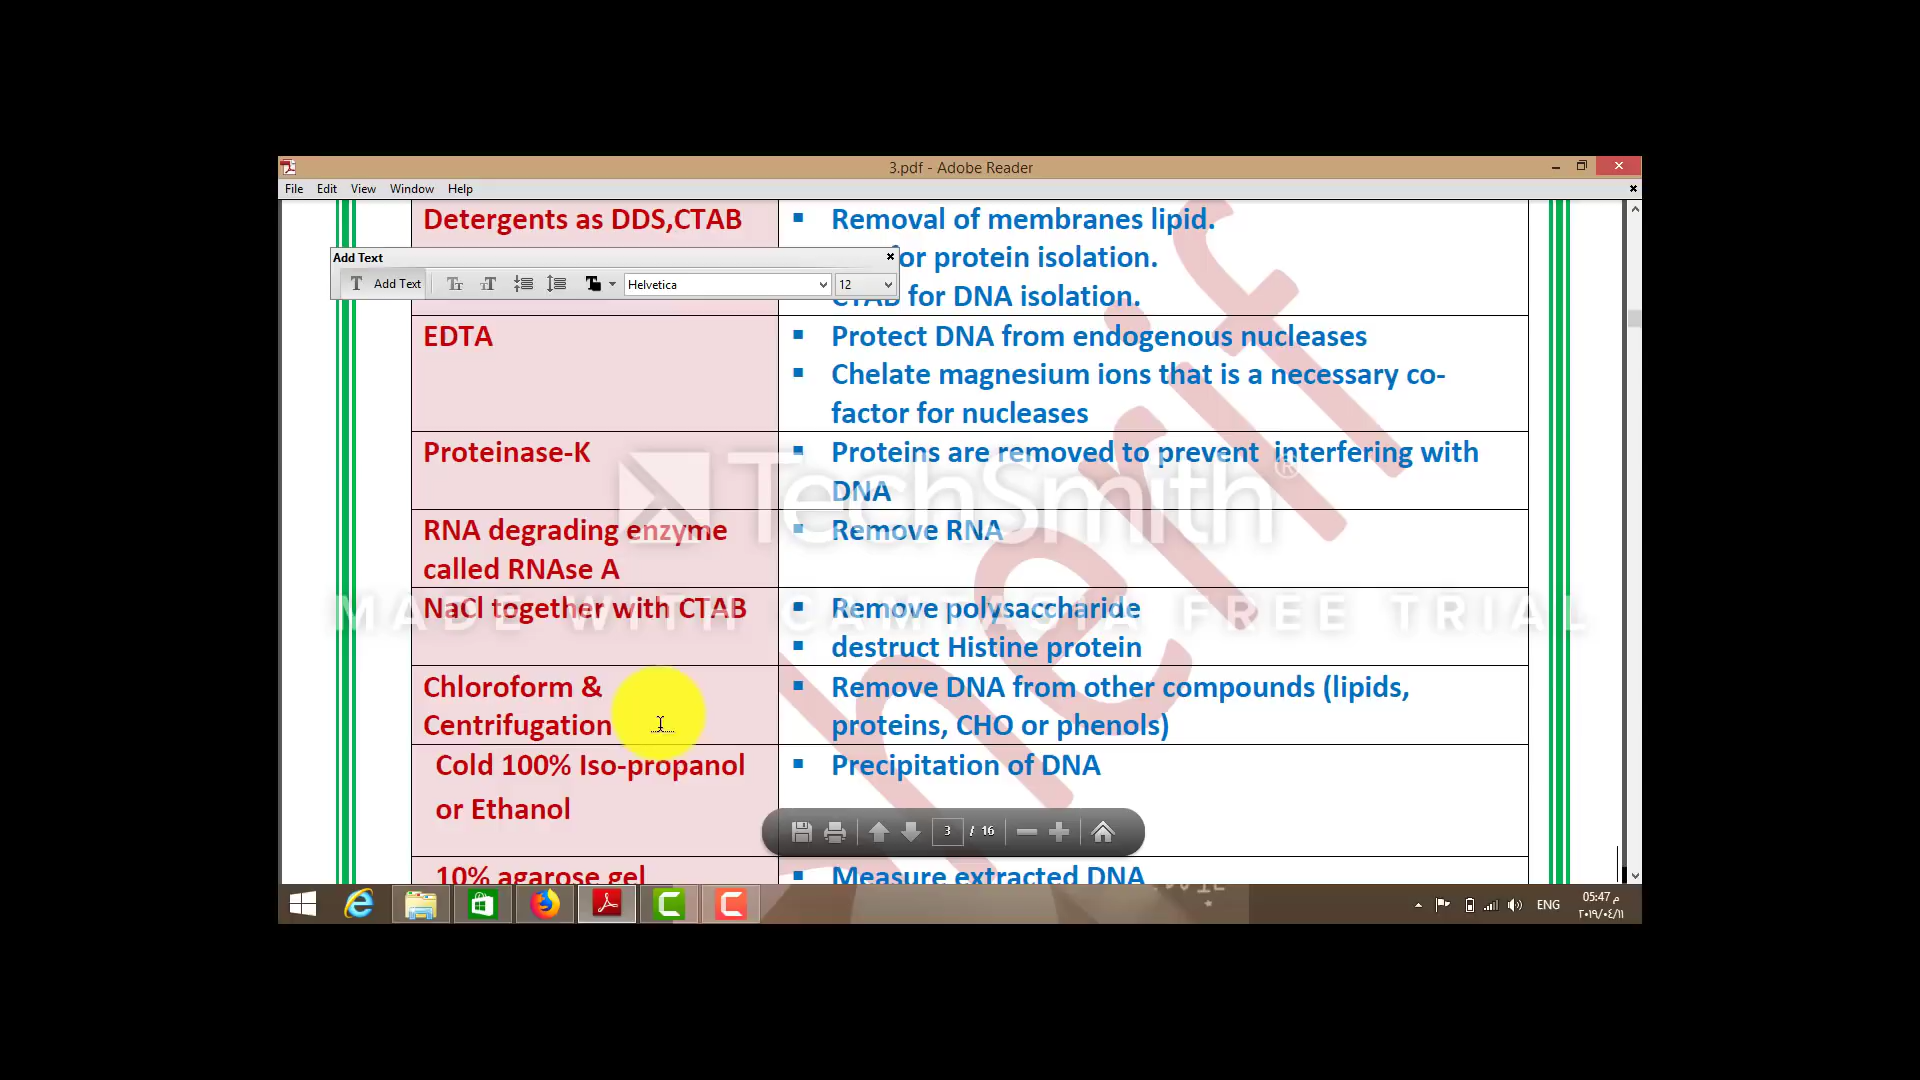 3.pdf - Adobe Reader
File Edit View Window Help
Detergents as DDS,CTAB
▪ Removal of membranes lipid.
or protein isolation.
CTAB for DNA isolation.
Add Text
Add Text Helvetica 12
EDTA
▪ Protect DNA from endogenous nucleases
▪ Chelate magnesium ions that is a necessary co-
factor for nucleases
Proteinase-K
▪ Proteins are removed to prevent interfering with
DNA
RNA degrading enzyme
called RNAse A
▪ Remove RNA
NaCl together with CTAB
▪ Remove polysaccharide
▪ destruct Histine protein
Chloroform &
Centrifugation
▪ Remove DNA from other compounds (lipids,
proteins, CHO or phenols)
Cold 100% Iso-propanol
or Ethanol
▪ Precipitation of DNA
10% agarose gel
▪ Measure extracted DNA
TechSmith®
MADE WITH CAMTASIA FREE TRIAL
herif
3 / 16
ENG
05:47 م
٢٠١٩/٠٤/١١